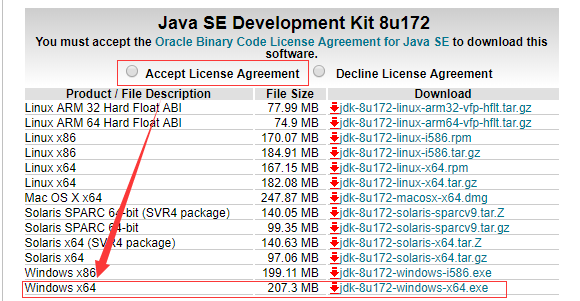 Java SE Development Kit 8u172
You must accept the Oracle Binary Code License Agreement for Java SE to download this
software.
Accept License Agreement Decline License Agreement
Product / File Description File Size Download
Linux ARM 32 Hard Float ABI 77.99 MB jdk-8u172-linux-arm32-vfp-hflt.tar.gz
Linux ARM 64 Hard Float ABI 74.9 MB jdk-8u172-linux-arm64-vfp-hflt.tar.gz
Linux x86 170.07 MB jdk-8u172-linux-i586.rpm
Linux x86 184.91 MB jdk-8u172-linux-i586.tar.gz
Linux x64 167.15 MB jdk-8u172-linux-x64.rpm
Linux x64 182.08 MB jdk-8u172-linux-x64.tar.gz
Mac OS X x64 247.87 MB jdk-8u172-macosx-x64.dmg
Solaris SPARC 64-bit (SVR4 package) 140.05 MB jdk-8u172-solaris-sparcv9.tar.Z
Solaris SPARC 64-bit 99.35 MB jdk-8u172-solaris-sparcv9.tar.gz
Solaris x64 (SVR4 package) 140.63 MB jdk-8u172-solaris-x64.tar.Z
Solaris x64 97.06 MB jdk-8u172-solaris-x64.tar.gz
Windows x86 199.11 MB jdk-8u172-windows-i586.exe
Windows x64 207.3 MB jdk-8u172-windows-x64.exe